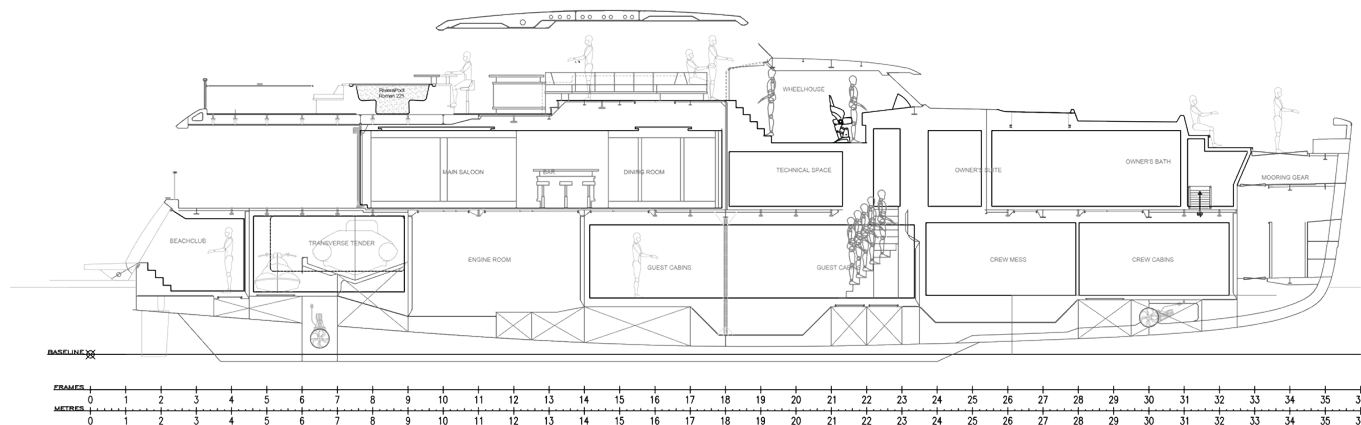 RivieraPool
Roman 225
WHEELHOUSE
MAIN SALOON
BAR
DINING ROOM
TECHNICAL SPACE
OWNER'S SUITE
OWNER'S BATH
MOORING GEAR
BEACHCLUB
TRANSVERSE TENDER
ENGINE ROOM
GUEST CABINS
GUEST CABINS
CREW MESS
CREW CABINS
BASELINE
FRAMES
0 1 2 3 4 5 6 7 8 9 10 11 12 13 14 15 16 17 18 19 20 21 22 23 24 25 26 27 28 29 30 31 32 33 34 35 3
METRES
0 1 2 3 4 5 6 7 8 9 10 11 12 13 14 15 16 17 18 19 20 21 22 23 24 25 26 27 28 29 30 31 32 33 34 35 3